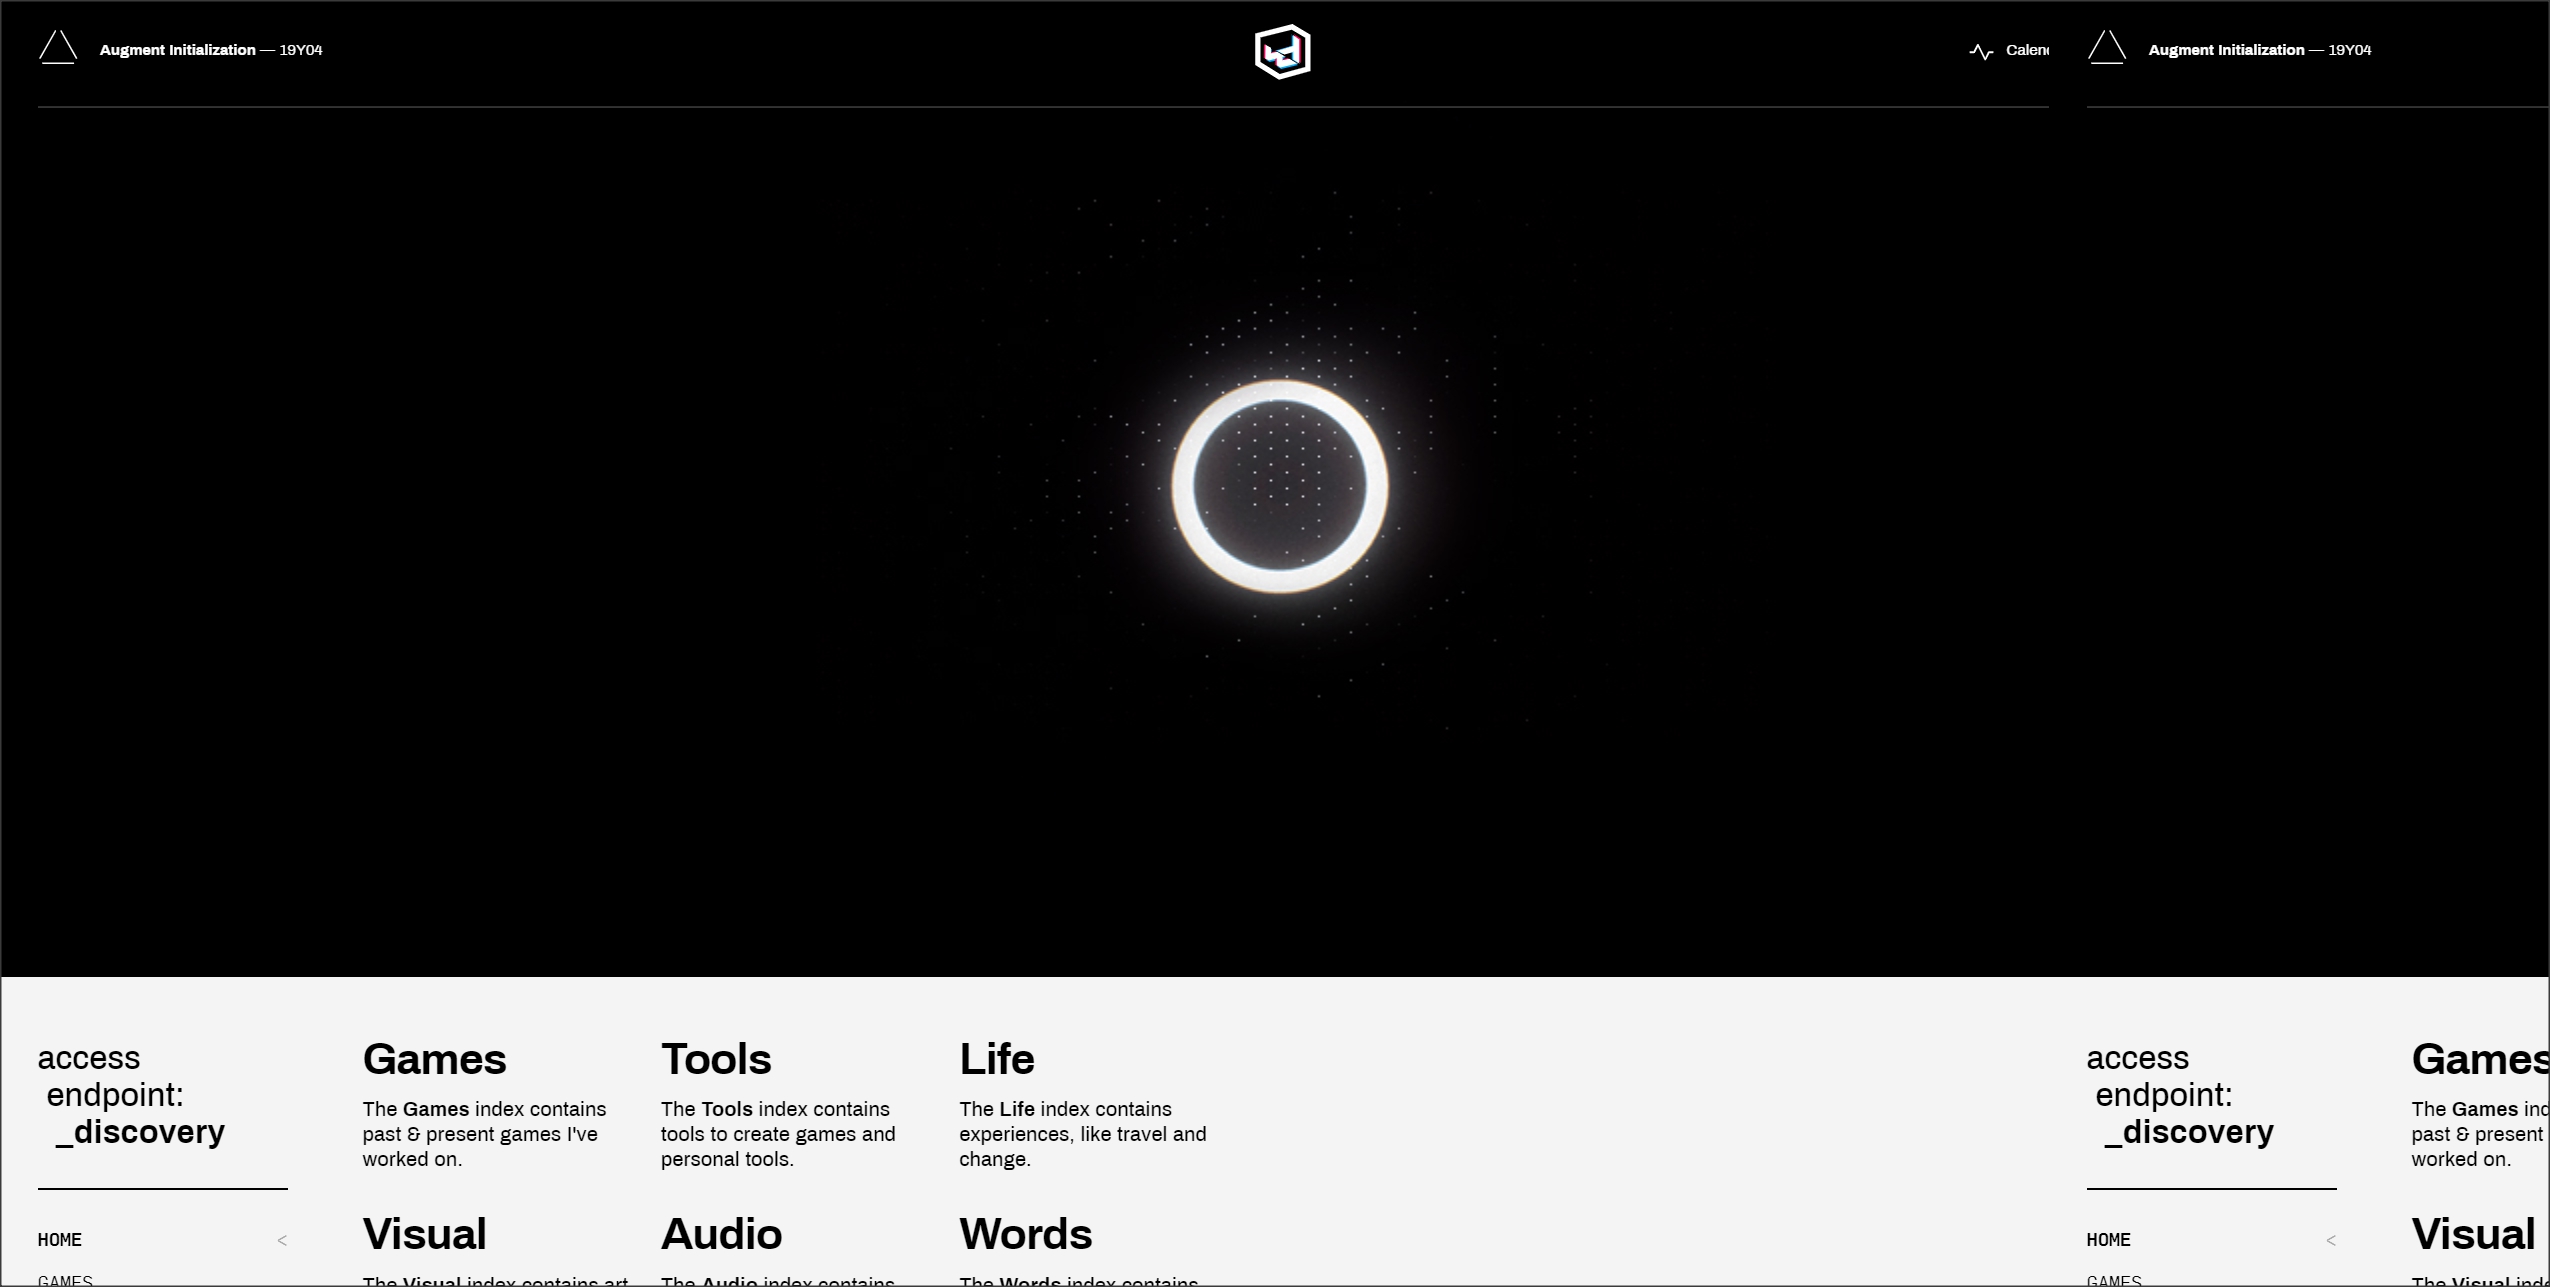 Augment Initialization — 19Y04
Calend
Augment Initialization — 19Y04
access
endpoint:
_discovery
HOME <
GAMES
Games
The Games index contains
past & present games I've
worked on.
Tools
The Tools index contains
tools to create games and
personal tools.
Life
The Life index contains
experiences, like travel and
change.
Visual
The Visual index contains art
Audio
The Audio index contains
Words
The Words index contains
access
endpoint:
_discovery
HOME <
GAMES
Games
The Games ind
past & present
worked on.
Visual
The Visual inde